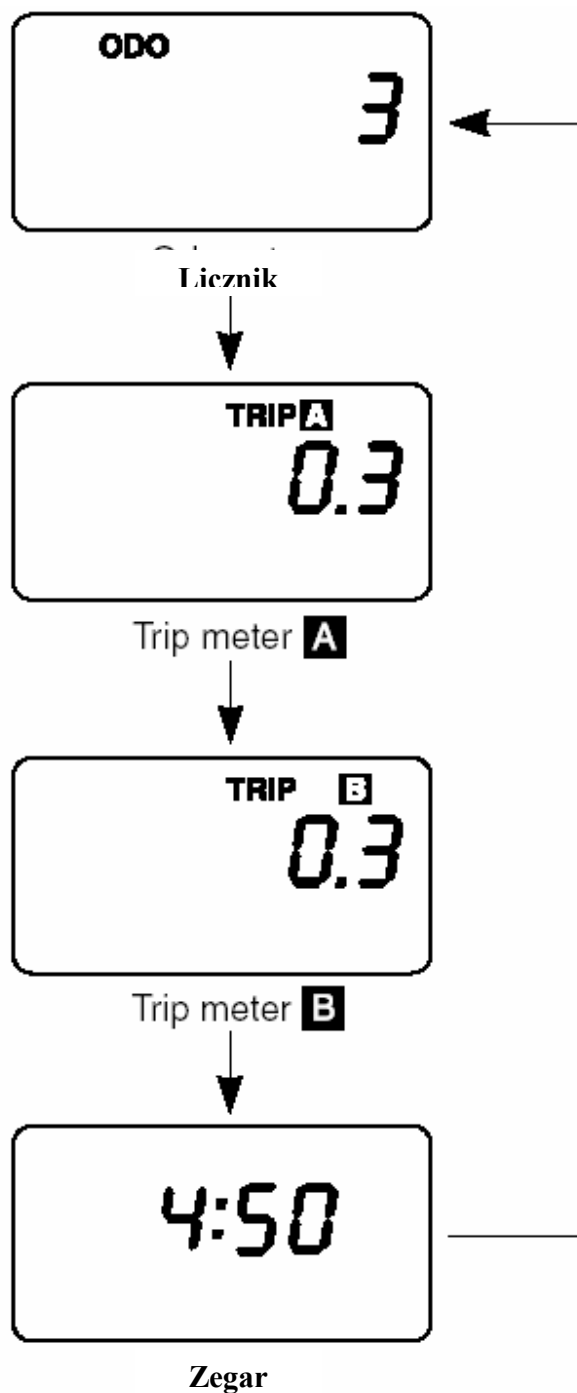 ODO
3
Licznik
TRIP A
0.3
Trip meter A
TRIP B
0.3
Trip meter B
4:50
Zegar